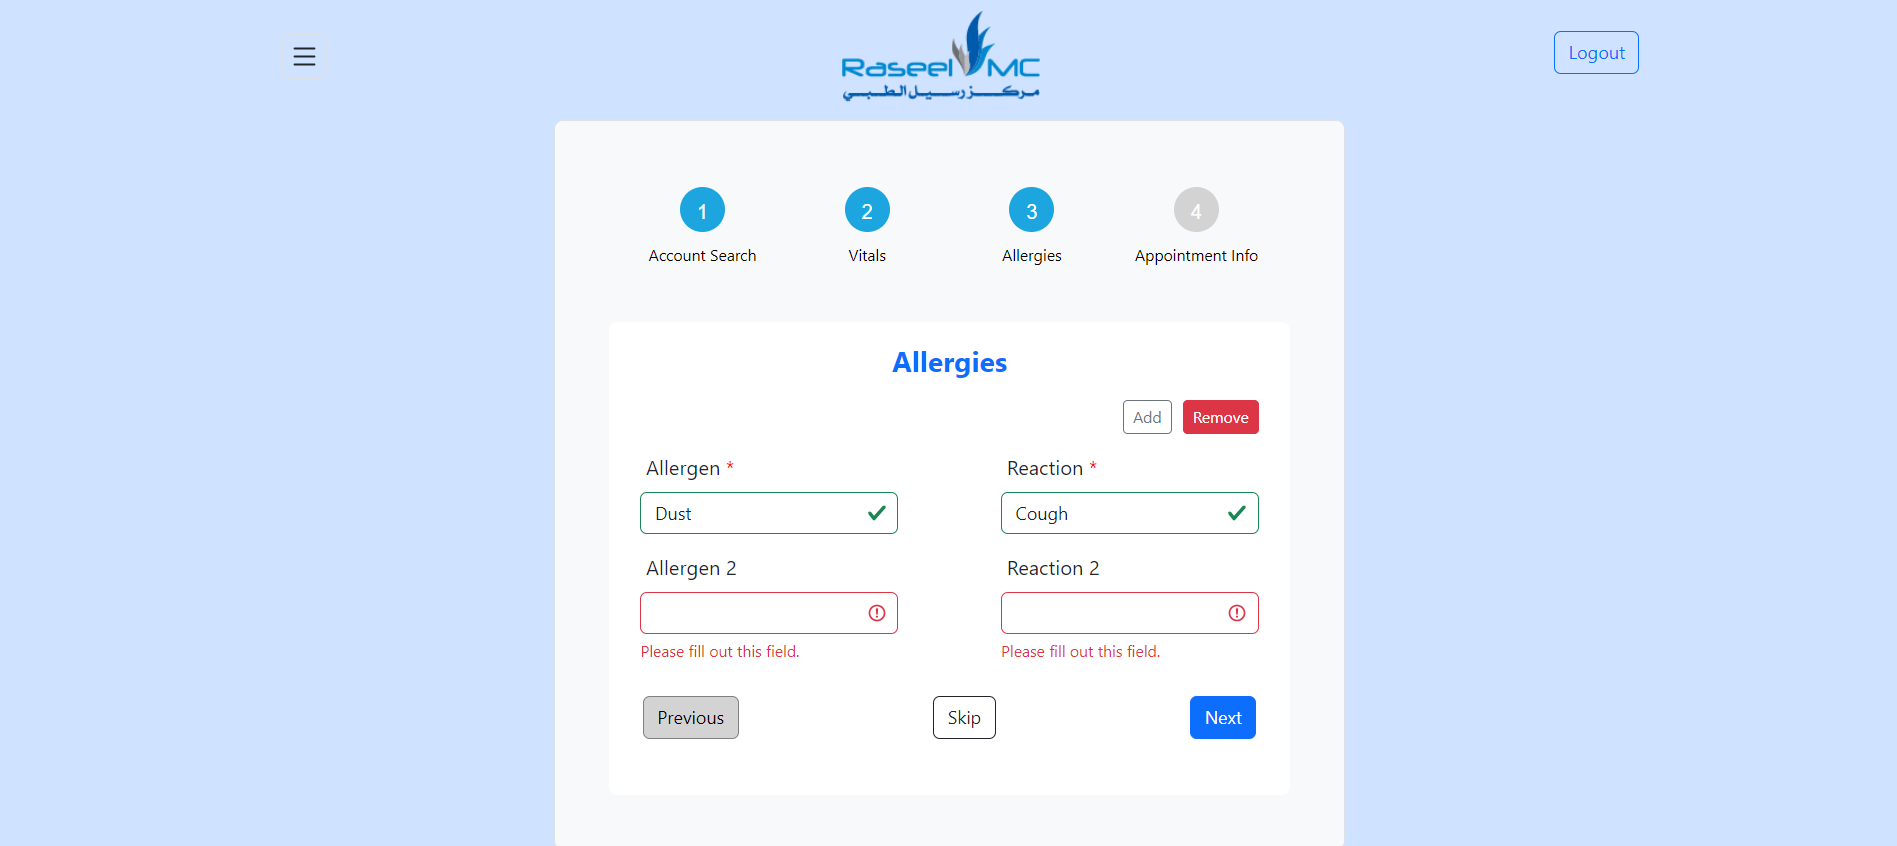 Raseel MC
مركز رسيل الطبي
Logout
1 2 3 4
Account Search Vitals Allergies Appointment Info
Allergies
Add Remove
Allergen * Reaction *
Dust Cough
Allergen 2 Reaction 2
Please fill out this field. Please fill out this field.
Previous Skip Next